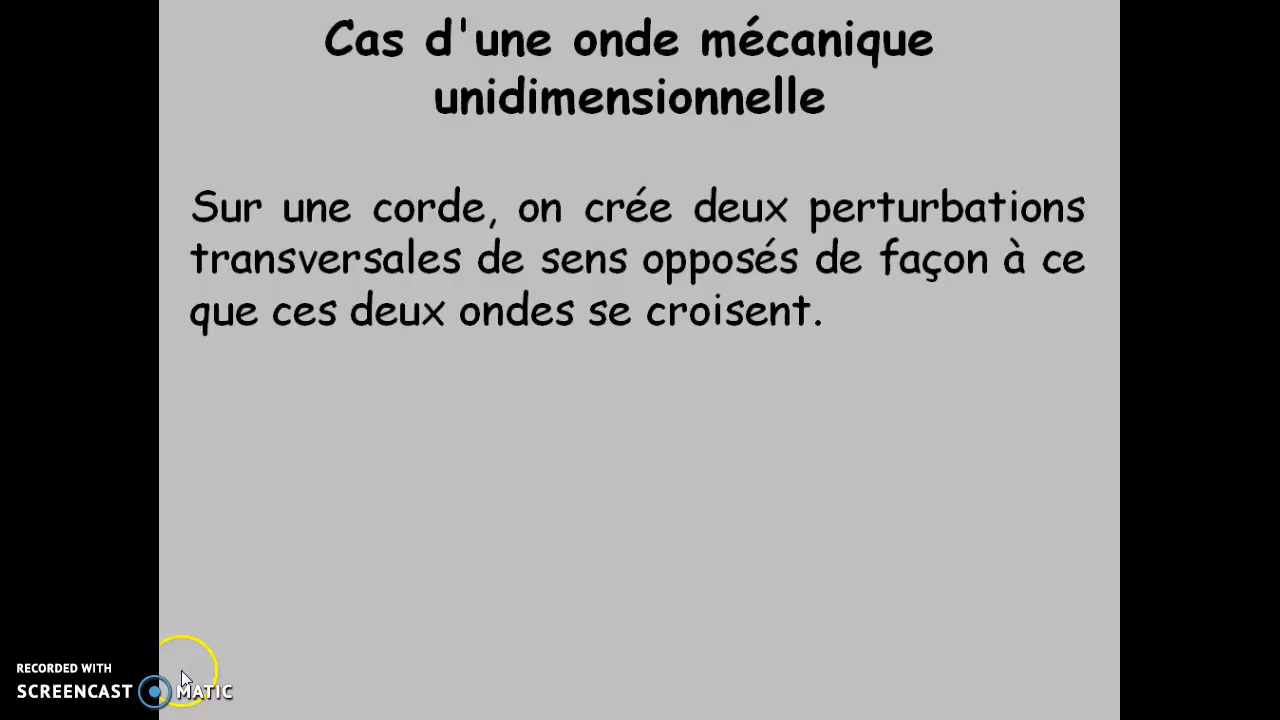 Cas d'une onde mécanique
unidimensionnelle
Sur une corde, on crée deux perturbations
transversales de sens opposés de façon à ce
que ces deux ondes se croisent.
RECORDED WITH
SCREENCAST MATIC